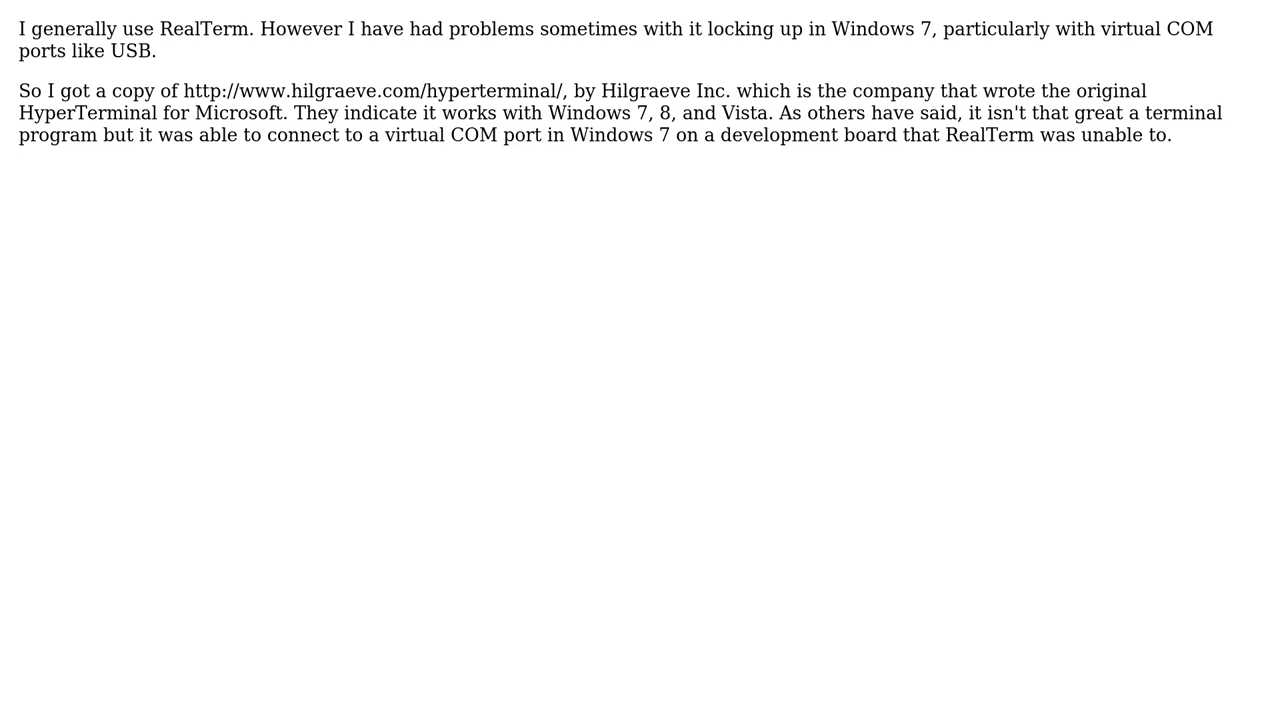 I generally use RealTerm. However I have had problems sometimes with it locking up in Windows 7, particularly with virtual COM
ports like USB.
So I got a copy of http://www.hilgraeve.com/hyperterminal/, by Hilgraeve Inc. which is the company that wrote the original
HyperTerminal for Microsoft. They indicate it works with Windows 7, 8, and Vista. As others have said, it isn't that great a terminal
program but it was able to connect to a virtual COM port in Windows 7 on a development board that RealTerm was unable to.